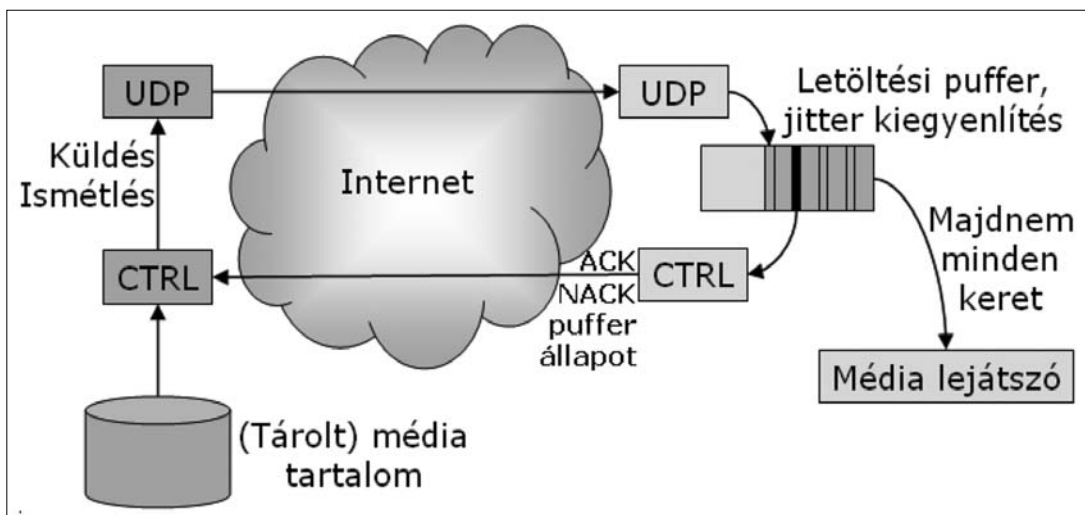 UDP
UDP
Letöltési puffer,
jitter kiegyenlítés
Küldés
Ismétlés
Internet
Majdnem
minden
keret
CTRL
ACK
CTRL
NACK
puffer
állapot
Média lejátszó
(Tárolt) média
tartalom